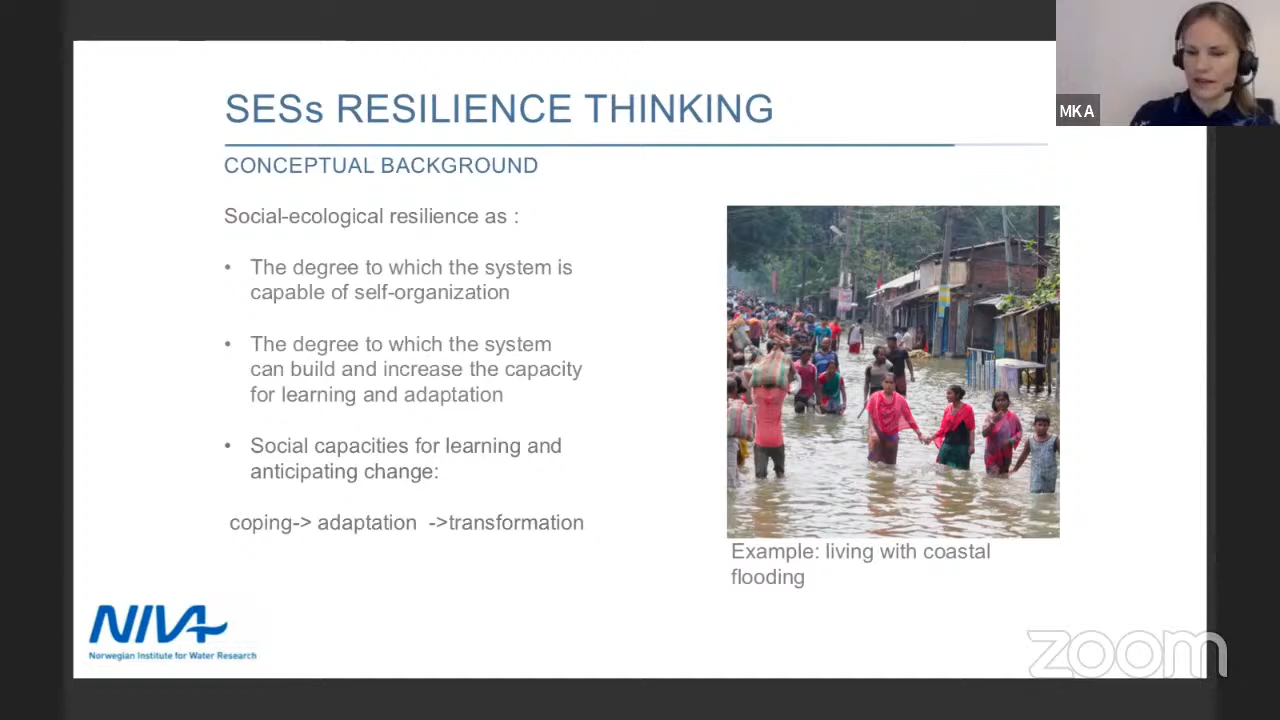 SESs RESILIENCE THINKING
MKA
CONCEPTUAL BACKGROUND
Social-ecological resilience as :
• The degree to which the system is
capable of self-organization
• The degree to which the system
can build and increase the capacity
for learning and adaptation
• Social capacities for learning and
anticipating change:
coping-> adaptation ->transformation
Example: living with coastal
flooding
NIVA
Norwegian Institute for Water Research
zoom